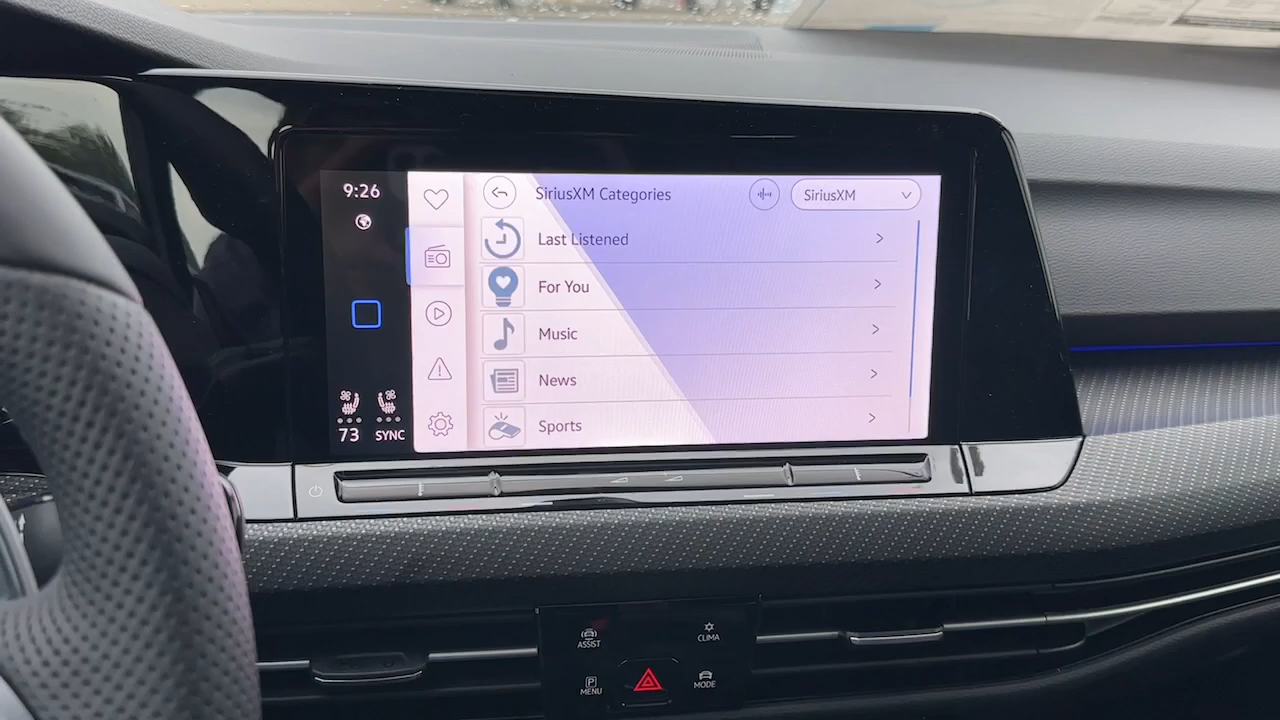 9:26
SiriusXM Categories
SiriusXM
Last Listened
For You
Music
News
Sports
73 SYNC
ASSIST
CLIMA
P
MENU
MODE